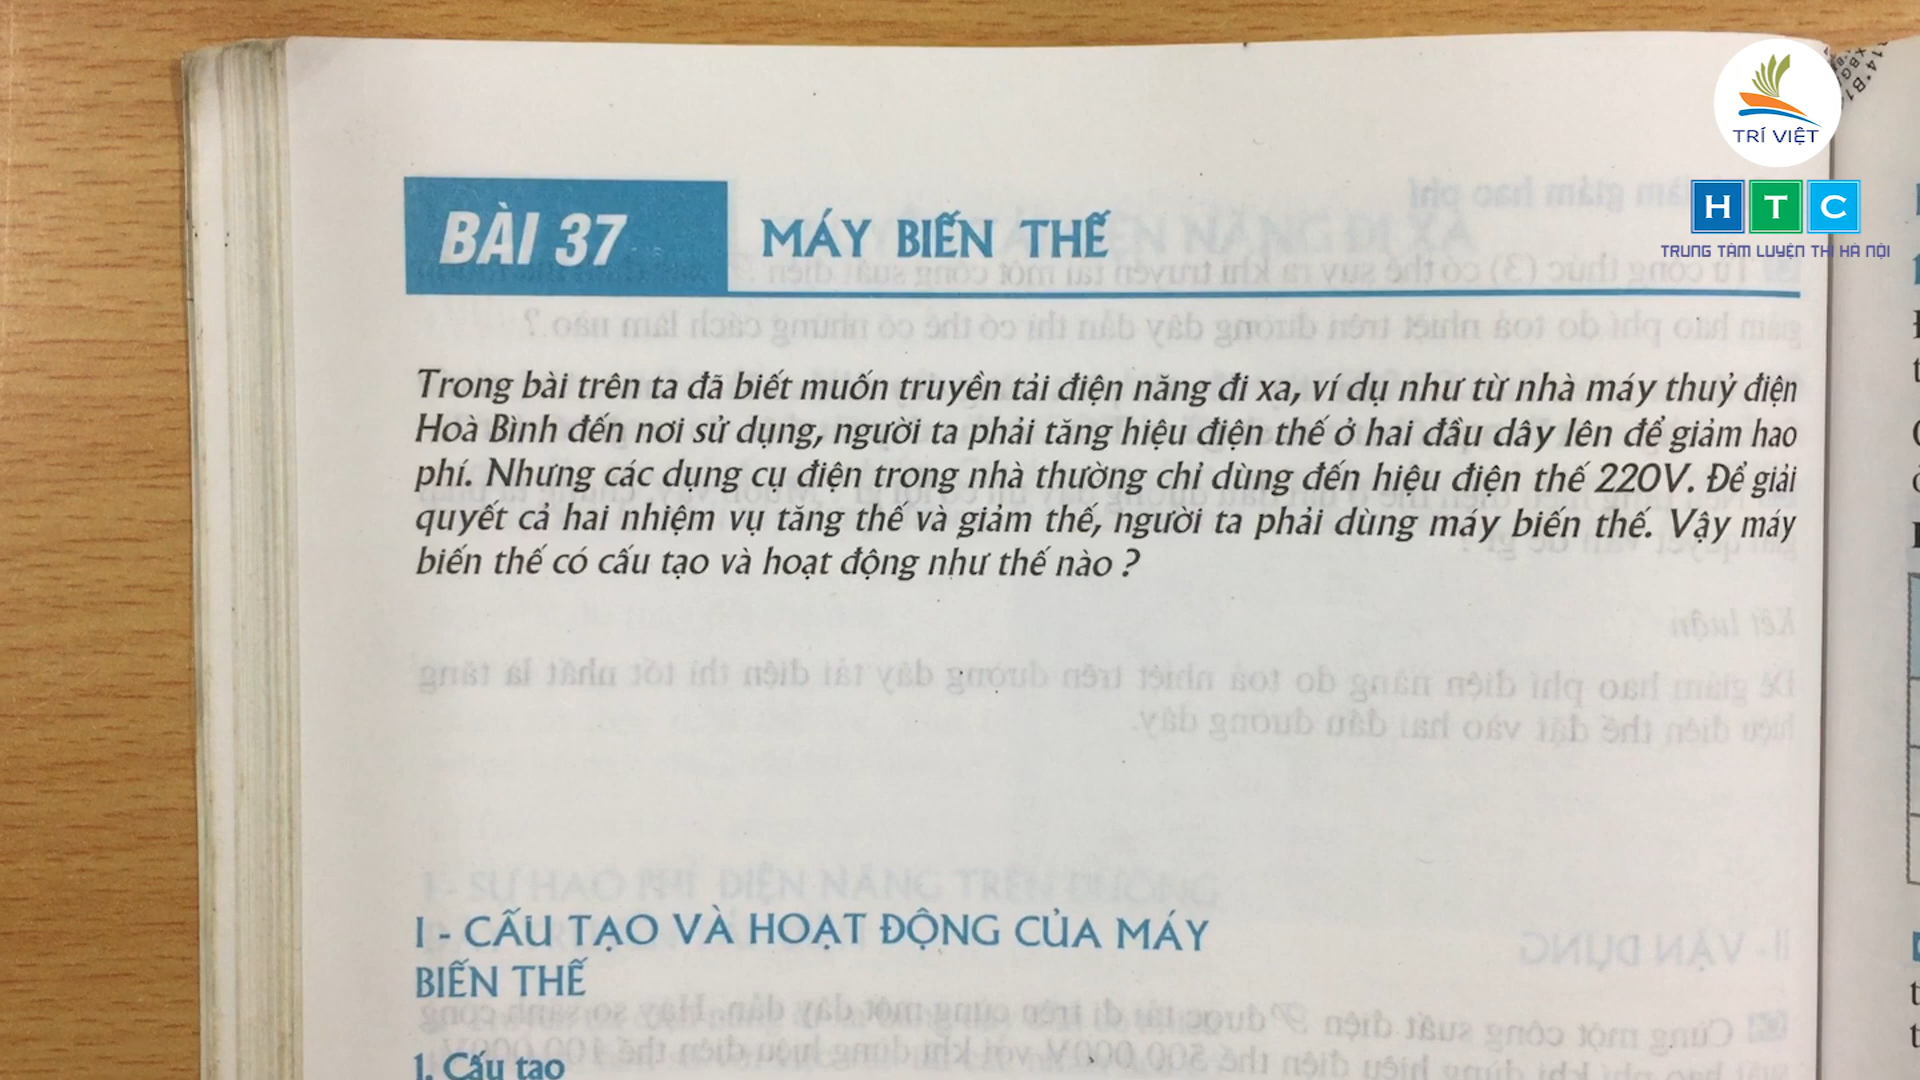 TRÍ VIỆT
H T C
TRUNG TÂM LUYỆN THI HÀ NỘI
BÀI 37 MÁY BIẾN THẾ
Trong bài trên ta đã biết muốn truyền tải điện năng đi xa, ví dụ như từ nhà máy thuỷ điện
Hoà Bình đến nơi sử dụng, người ta phải tăng hiệu điện thế ở hai đầu dây lên để giảm hao
phí. Nhưng các dụng cụ điện trong nhà thường chỉ dùng đến hiệu điện thế 220V. Để giải
quyết cả hai nhiệm vụ tăng thế và giảm thế, người ta phải dùng máy biến thế. Vậy máy
biến thế có cấu tạo và hoạt động như thế nào ?
I - CẤU TẠO VÀ HOẠT ĐỘNG CỦA MÁY
BIẾN THẾ
1. Cấu tạo